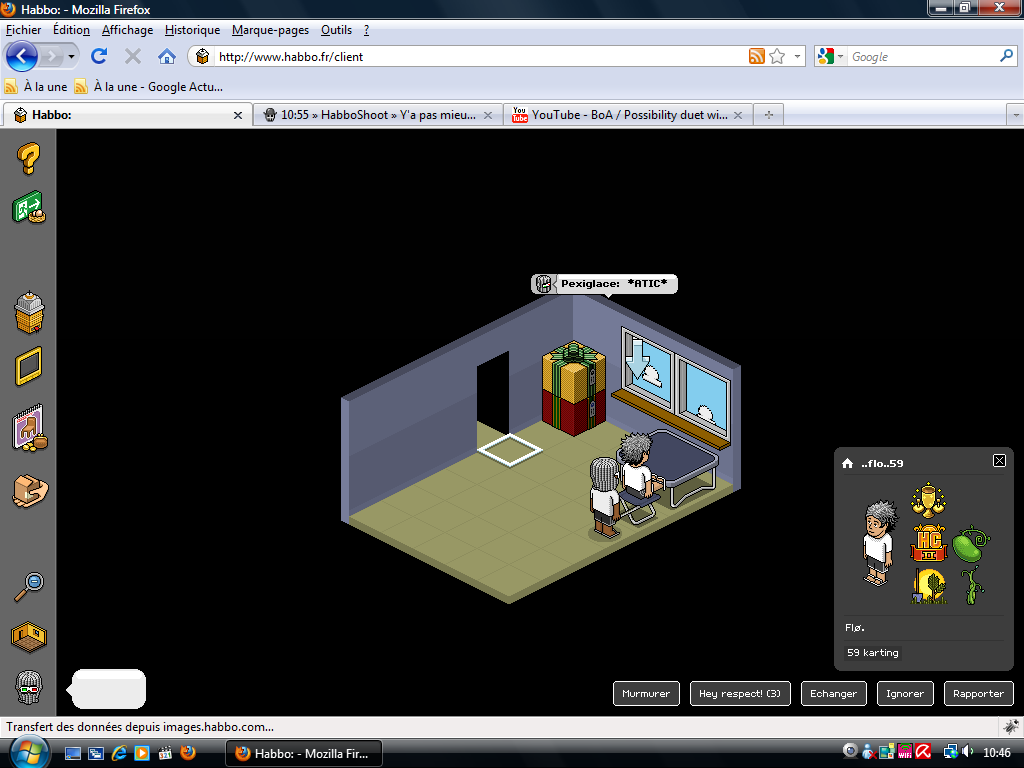 Habbo: - Mozilla Firefox
Fichier Édition Affichage Historique Marque-pages Outils ?
http://www.habbo.fr/client
Google
À la une À la une - Google Actu...
Habbo:
10:55 » HabboShoot » Y'a pas mieu...
You Tube
YouTube - BoA / Possibility duet wi...
Pexiglace: *ATIC*
..flo..59
HC
Flø.
59 karting
Murmurer Hey respect! (3) Echanger Ignorer Rapporter
Transfert des données depuis images.habbo.com...
Habbo: - Mozilla Fir...
WiFi
10:46